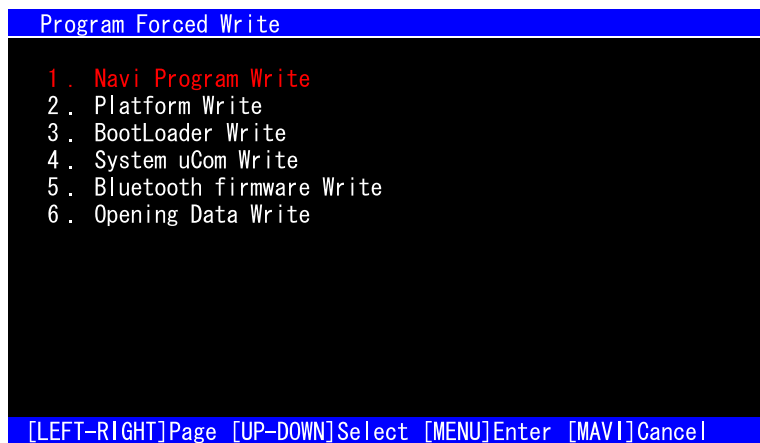 Program Forced Write
1. Navi Program Write
2. Platform Write
3. BootLoader Write
4. System uCom Write
5. Bluetooth firmware Write
6. Opening Data Write
[LEFT-RIGHT]Page [UP-DOWN]Select [MENU]Enter [MAVI]Cancel